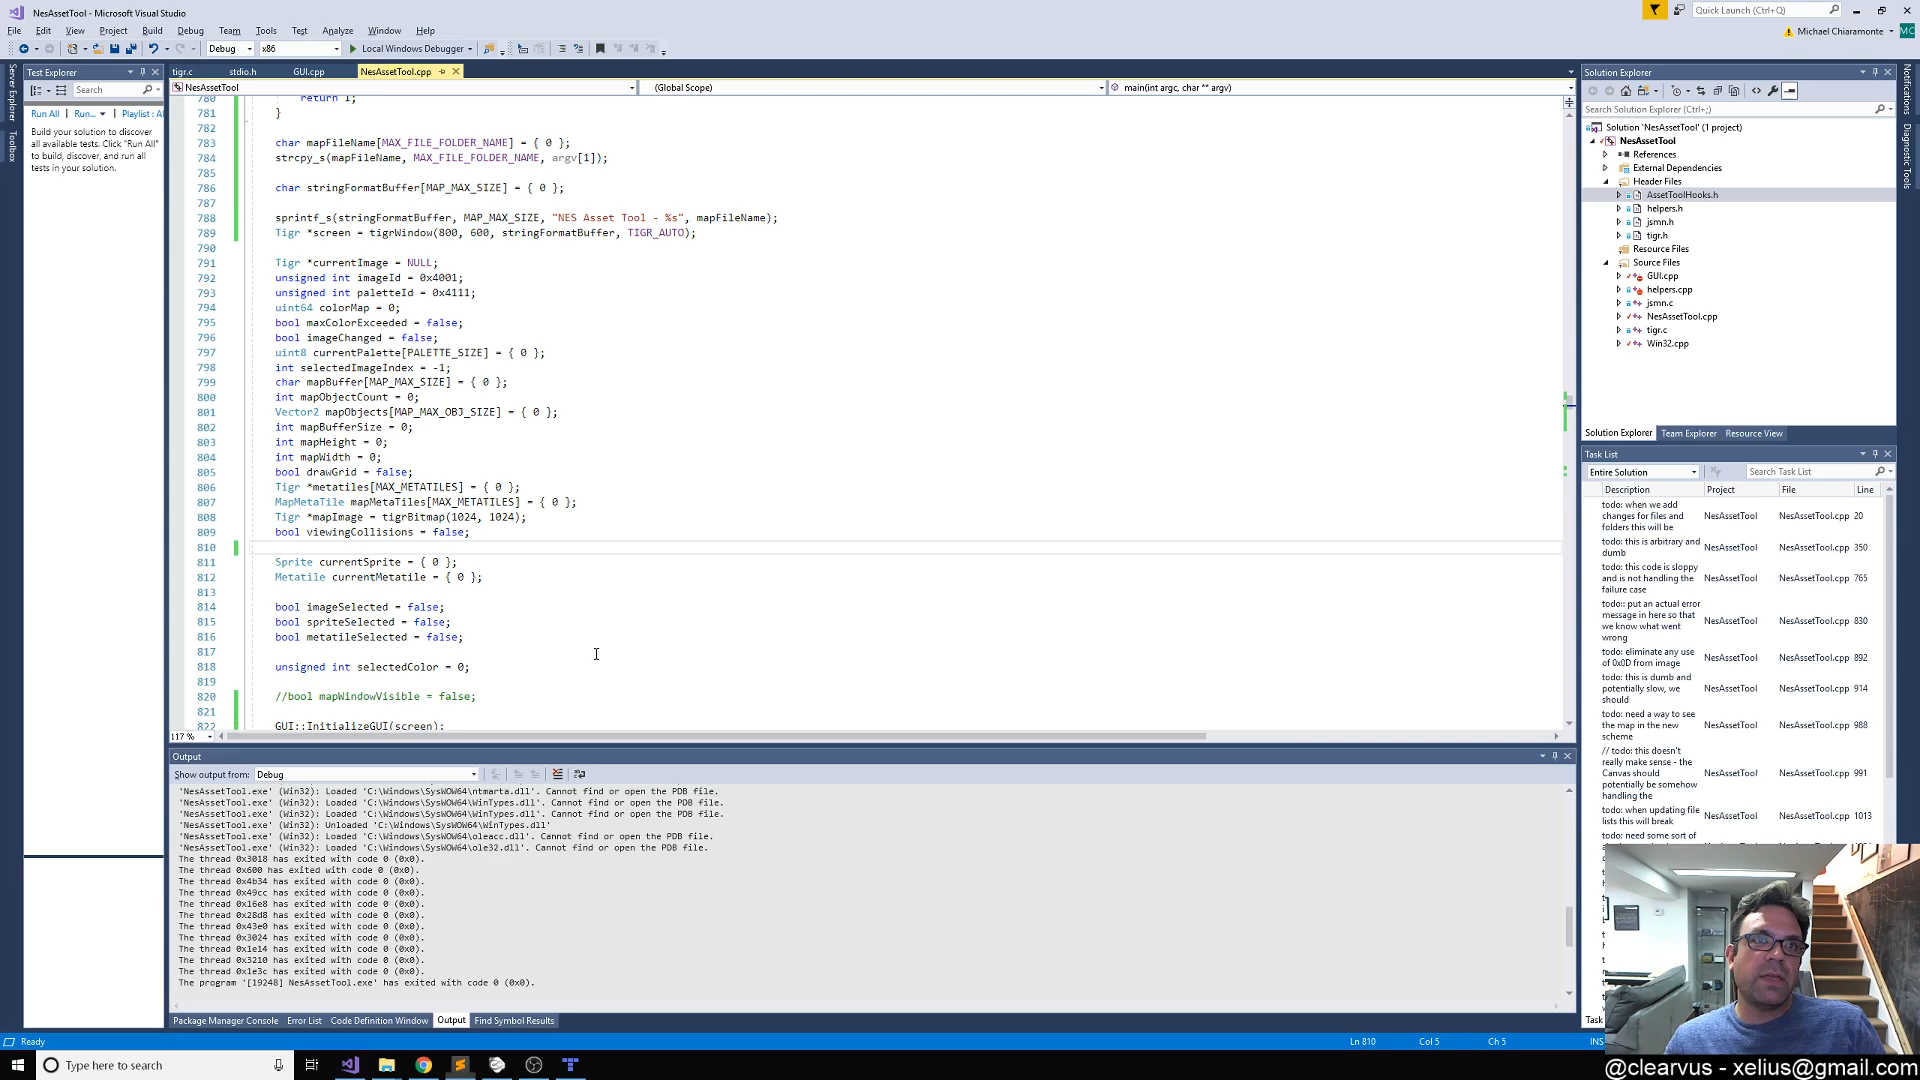 NesAssetTool - Microsoft Visual Studio
Quick Launch (Ctrl+Q)
File Edit View Project Build Debug Team Tools Test Analyze Window Help
Michael Chiaramonte MC
Debug x86 Local Windows Debugger
Server Explorer
Toolbox
Test Explorer
Search
Run All Run... Playlist : Al
Build your solution to discover
all available tests. Click "Run All"
to build, discover, and run all
tests in your solution.
tigr.c stdio.h GUI.cpp NesAssetTool.cpp
NesAssetTool (Global Scope) main(int argc, char ** argv)
780 return 1;
781 }
782
783 char mapFileName[MAX_FILE_FOLDER_NAME] = { 0 };
784 strcpy_s(mapFileName, MAX_FILE_FOLDER_NAME, argv[1]);
785
786 char stringFormatBuffer[MAP_MAX_SIZE] = { 0 };
787
788 sprintf_s(stringFormatBuffer, MAP_MAX_SIZE, "NES Asset Tool - %s", mapFileName);
789 Tigr *screen = tigrWindow(800, 600, stringFormatBuffer, TIGR_AUTO);
790
791 Tigr *currentImage = NULL;
792 unsigned int imageId = 0x4001;
793 unsigned int paletteId = 0x4111;
794 uint64 colorMap = 0;
795 bool maxColorExceeded = false;
796 bool imageChanged = false;
797 uint8 currentPalette[PALETTE_SIZE] = { 0 };
798 int selectedImageIndex = -1;
799 char mapBuffer[MAP_MAX_SIZE] = { 0 };
800 int mapObjectCount = 0;
801 Vector2 mapObjects[MAP_MAX_OBJ_SIZE] = { 0 };
802 int mapBufferSize = 0;
803 int mapHeight = 0;
804 int mapWidth = 0;
805 bool drawGrid = false;
806 Tigr *metatiles[MAX_METATILES] = { 0 };
807 MapMetaTile mapMetaTiles[MAX_METATILES] = { 0 };
808 Tigr *mapImage = tigrBitmap(1024, 1024);
809 bool viewingCollisions = false;
810
811 Sprite currentSprite = { 0 };
812 Metatile currentMetatile = { 0 };
813
814 bool imageSelected = false;
815 bool spriteSelected = false;
816 bool metatileSelected = false;
817
818 unsigned int selectedColor = 0;
819
820 //bool mapWindowVisible = false;
821
822 GUI::InitializeGUI(screen);
117 %
Output
Show output from: Debug
'NesAssetTool.exe' (Win32): Loaded 'C:\Windows\SysWOW64\ntmarta.dll'. Cannot find or open the PDB file.
'NesAssetTool.exe' (Win32): Loaded 'C:\Windows\SysWOW64\WinTypes.dll'. Cannot find or open the PDB file.
'NesAssetTool.exe' (Win32): Loaded 'C:\Windows\SysWOW64\WinTypes.dll'. Cannot find or open the PDB file.
'NesAssetTool.exe' (Win32): Unloaded 'C:\Windows\SysWOW64\WinTypes.dll'
'NesAssetTool.exe' (Win32): Loaded 'C:\Windows\SysWOW64\oleacc.dll'. Cannot find or open the PDB file.
'NesAssetTool.exe' (Win32): Loaded 'C:\Windows\SysWOW64\ole32.dll'. Cannot find or open the PDB file.
The thread 0x3018 has exited with code 0 (0x0).
The thread 0x600 has exited with code 0 (0x0).
The thread 0x4b34 has exited with code 0 (0x0).
The thread 0x49cc has exited with code 0 (0x0).
The thread 0x16e8 has exited with code 0 (0x0).
The thread 0x28d8 has exited with code 0 (0x0).
The thread 0x43e0 has exited with code 0 (0x0).
The thread 0x3024 has exited with code 0 (0x0).
The thread 0x1e14 has exited with code 0 (0x0).
The thread 0x3210 has exited with code 0 (0x0).
The thread 0x1e3c has exited with code 0 (0x0).
The program '[19248] NesAssetTool.exe' has exited with code 0 (0x0).
Package Manager Console Error List Code Definition Window Output Find Symbol Results
Solution Explorer
Search Solution Explorer (Ctrl+;)
Solution 'NesAssetTool' (1 project)
NesAssetTool
References
External Dependencies
Header Files
AssetToolHooks.h
helpers.h
jsmn.h
tigr.h
Resource Files
Source Files
GUI.cpp
helpers.cpp
jsmn.c
NesAssetTool.cpp
tigr.c
Win32.cpp
Solution Explorer Team Explorer Resource View
Notifications
Diagnostic Tools
Task List
Entire Solution Search Task List
Description Project File Line
todo: when we add
changes for files and
folders this will be NesAssetTool NesAssetTool.cpp 20
todo: this is arbitrary and
dumb NesAssetTool NesAssetTool.cpp 350
todo: this code is sloppy
and is not handling the
failure case NesAssetTool NesAssetTool.cpp 765
todo:: put an actual error
message in here so that
we know what went
wrong NesAssetTool NesAssetTool.cpp 830
todo: eliminate any use
of 0x0D from image NesAssetTool NesAssetTool.cpp 892
todo: this is dumb and
potentially slow, we
should NesAssetTool NesAssetTool.cpp 914
todo: need a way to see
the map in the new
scheme NesAssetTool NesAssetTool.cpp 988
// todo: this doesn't
really make sense - the
Canvas should
potentially be somehow
handling the NesAssetTool NesAssetTool.cpp 991
todo: when updating file
lists this will break NesAssetTool NesAssetTool.cpp 1013
todo: need some sort of
Task
Ready Ln 810 Col 5 Ch 5 INS
Type here to search
@clearvus - xelius@gmail.com